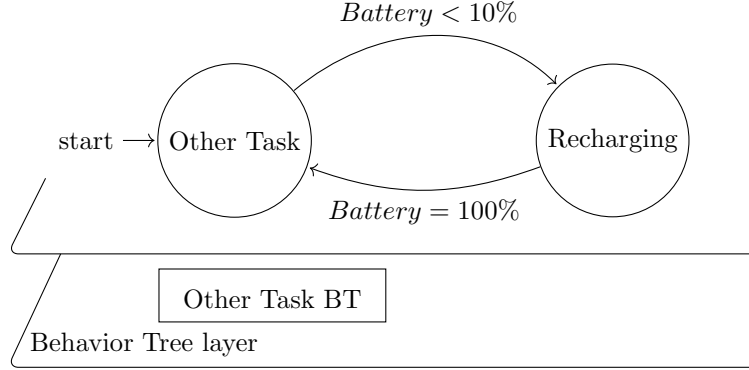 Battery < 10%
start
Other Task
Recharging
Battery = 100%
Other Task BT
Behavior Tree layer